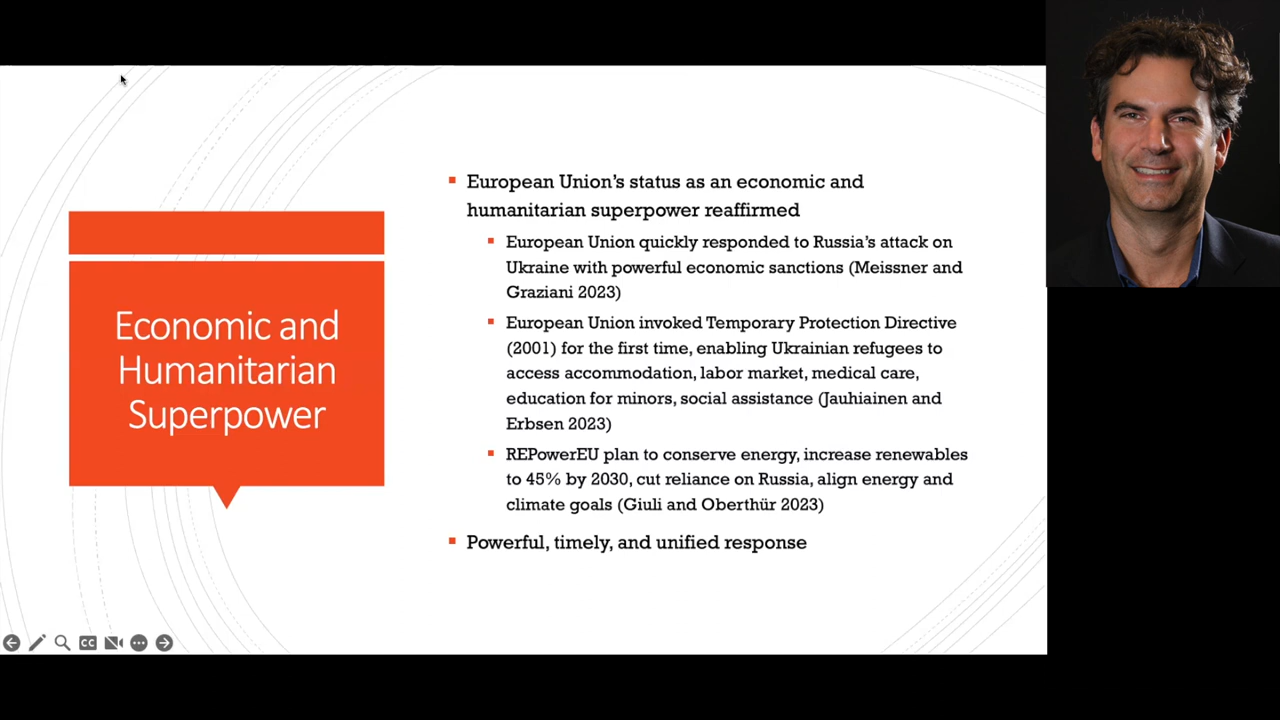 Economic and
Humanitarian
Superpower
European Union's status as an economic and
humanitarian superpower reaffirmed
European Union quickly responded to Russia's attack on
Ukraine with powerful economic sanctions (Meissner and
Graziani 2023)
European Union invoked Temporary Protection Directive
(2001) for the first time, enabling Ukrainian refugees to
access accommodation, labor market, medical care,
education for minors, social assistance (Jauhiainen and
Erbsen 2023)
REPowerEU plan to conserve energy, increase renewables
to 45% by 2030, cut reliance on Russia, align energy and
climate goals (Giuli and Oberthür 2023)
Powerful, timely, and unified response
CC